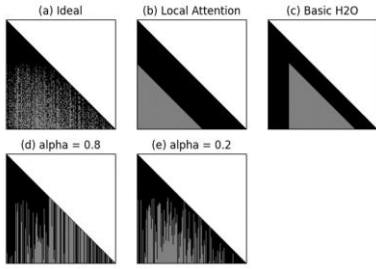 (a) Ideal
(b) Local Attention
(c) Basic H2O
(d) alpha = 0.8
(e) alpha = 0.2